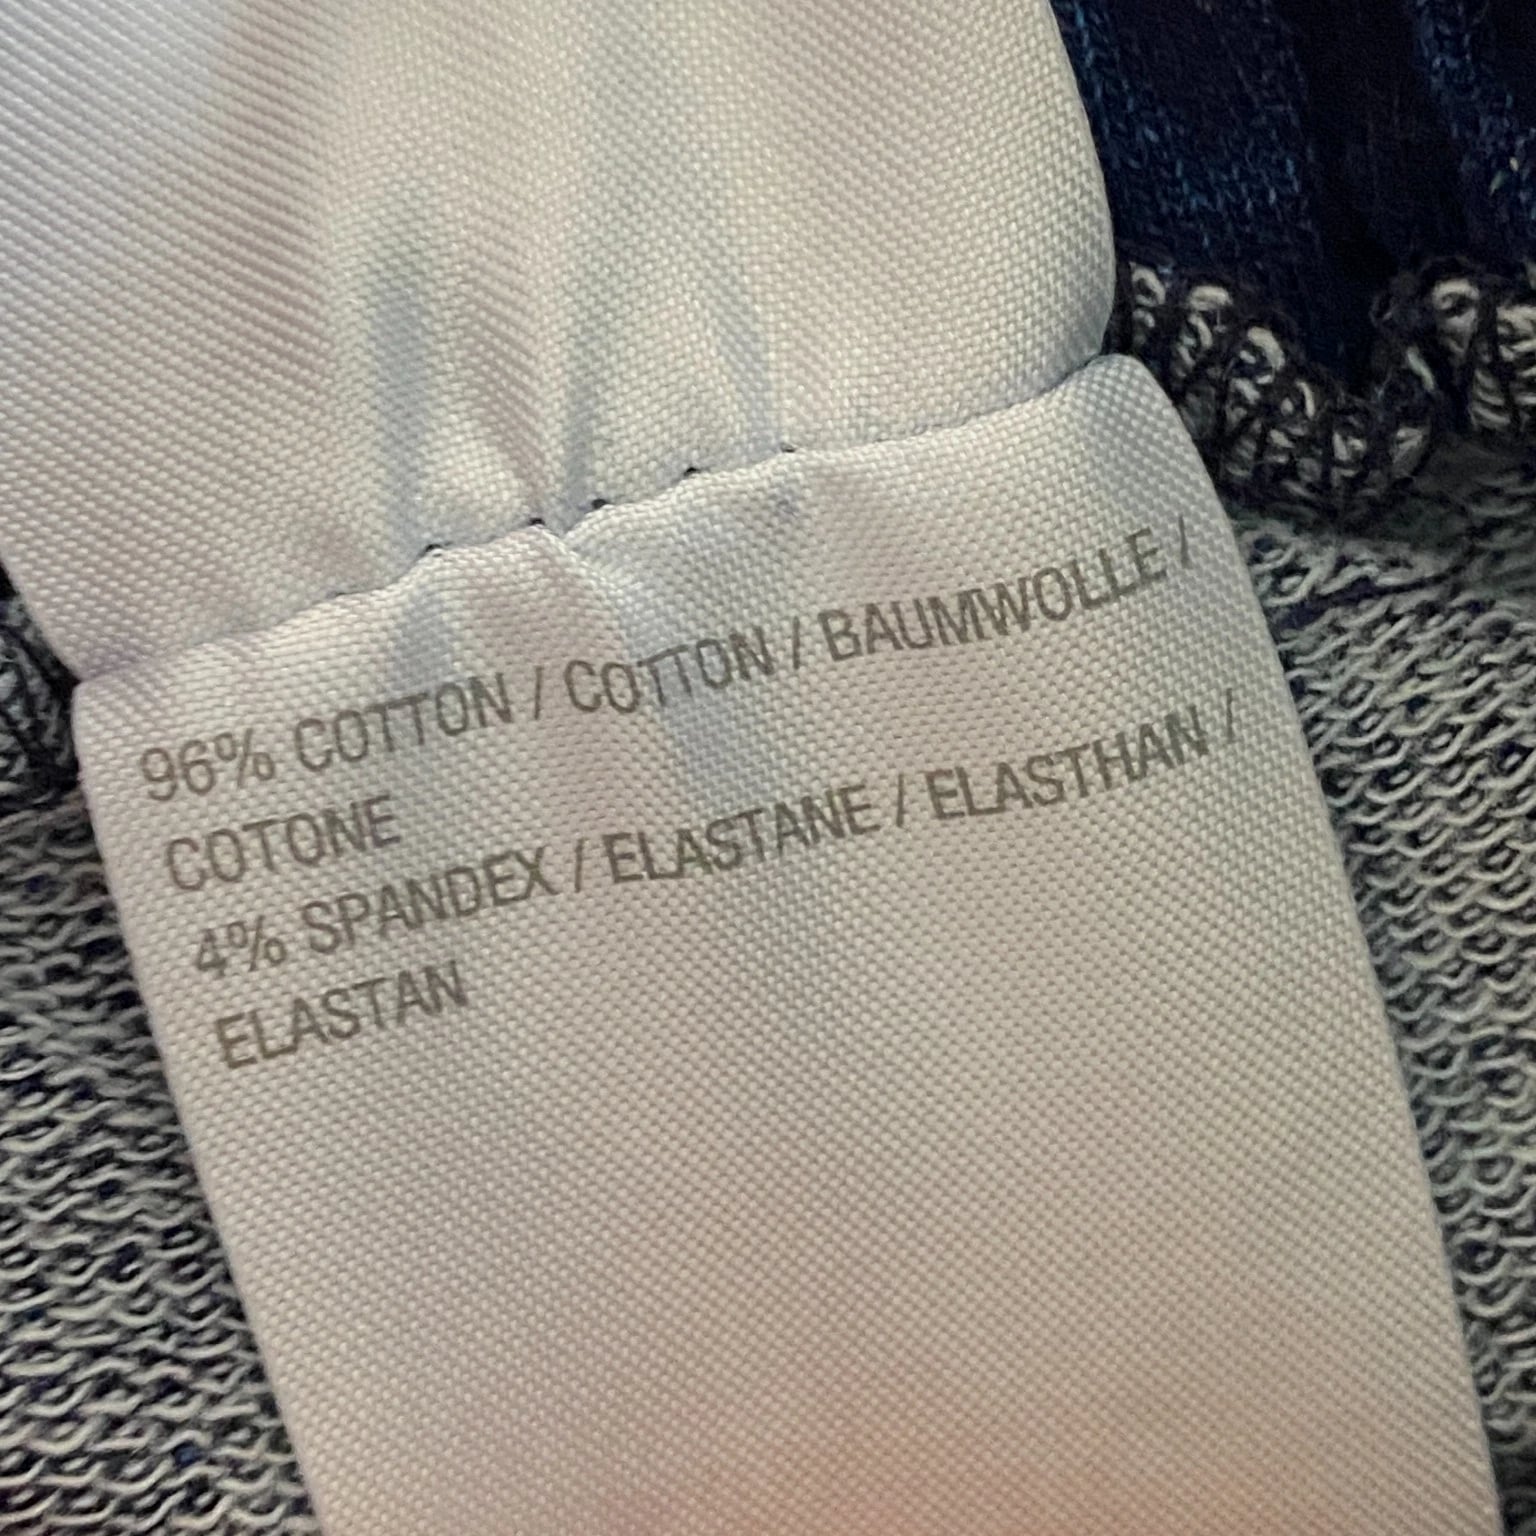 96% COTTON / COTTON / BAUMWOLLE /
COTONE
4% SPANDEX / ELASTANE / ELASTHAN /
ELASTAN